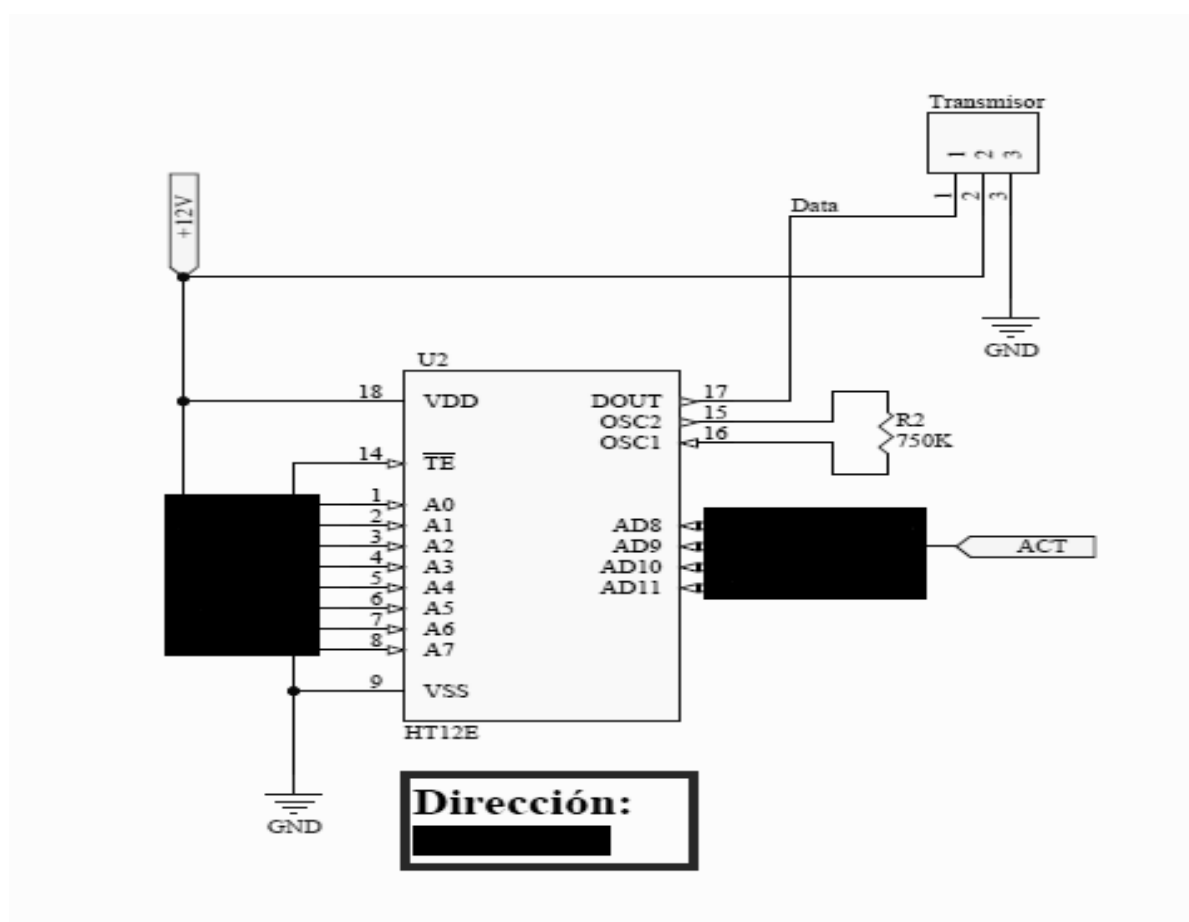 Transmisor
1 2 3
1 2 3
+12V
Data
GND
U2
18 VDD DOUT 17
OSC2 15
OSC1 16
R2
750K
14 TE
1 A0
2 A1 AD8
3 A2 AD9 ACT
4 A3 AD10
5 A4 AD11
6 A5
7 A6
8 A7
9 VSS
HT12E
GND
Dirección: